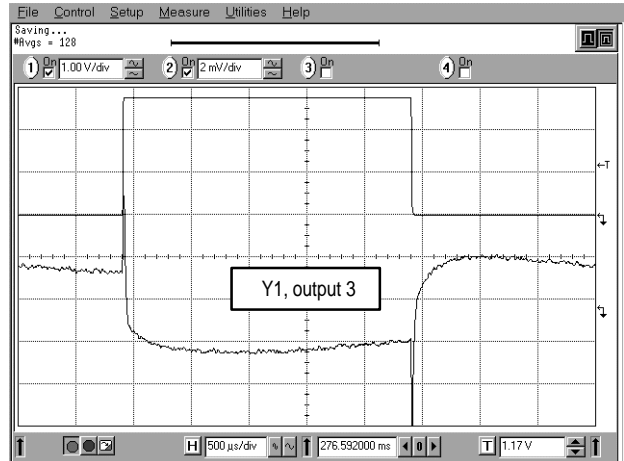 File Control Setup Measure Utilities Help
Saving...
#Avgs = 128
1 On 1.00 V/div 2 On 2 mV/div 3 On 4 On
T
Y1, output 3
H 500 µs/div 276.592000 ms 0 T 1.17 V